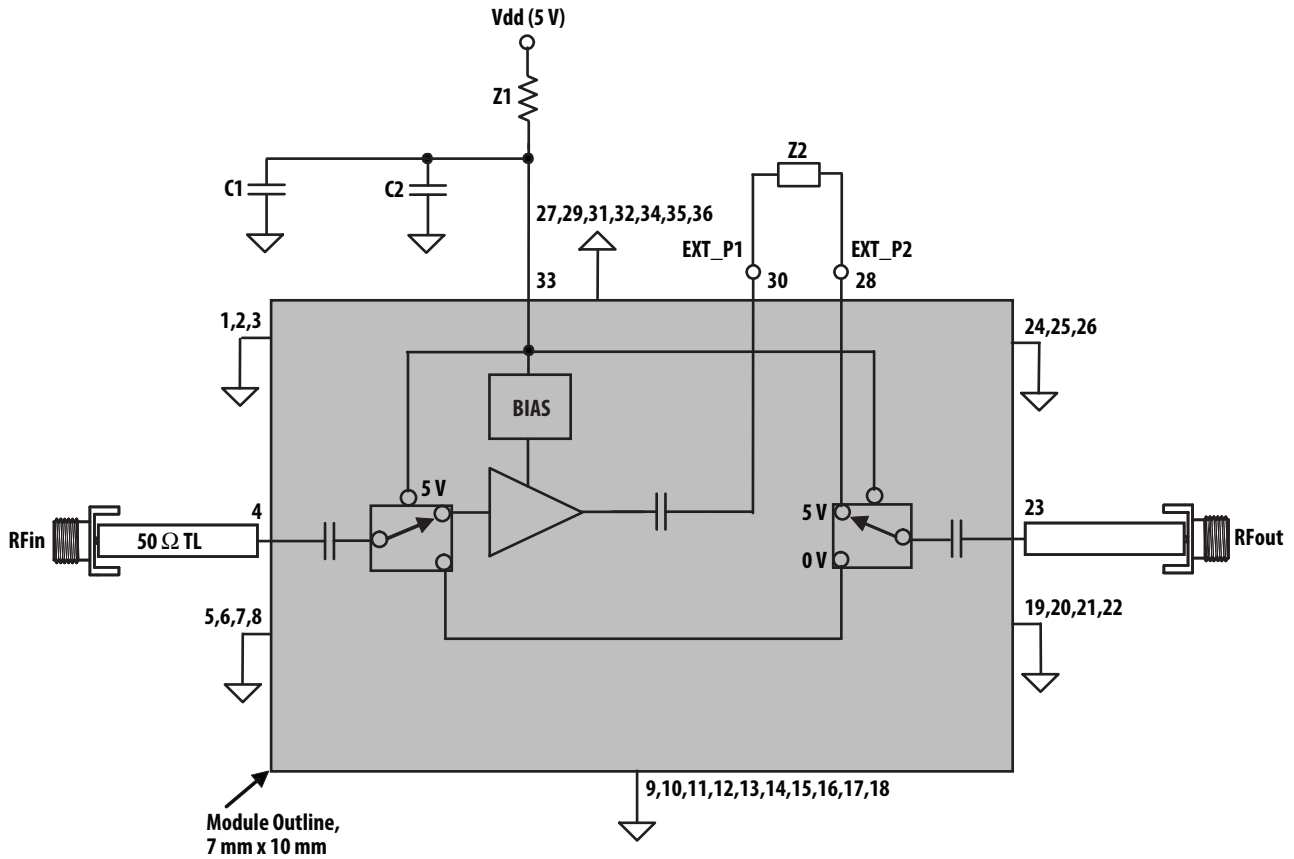 Vdd (5 V)
Z1
Z2
C1
C2
27,29,31,32,34,35,36
EXT_P1
EXT_P2
33
30
28
1,2,3
24,25,26
BIAS
5 V
4
5 V
23
RFin
50 Ω TL
RFout
0 V
5,6,7,8
19,20,21,22
9,10,11,12,13,14,15,16,17,18
Module Outline,
7 mm x 10 mm